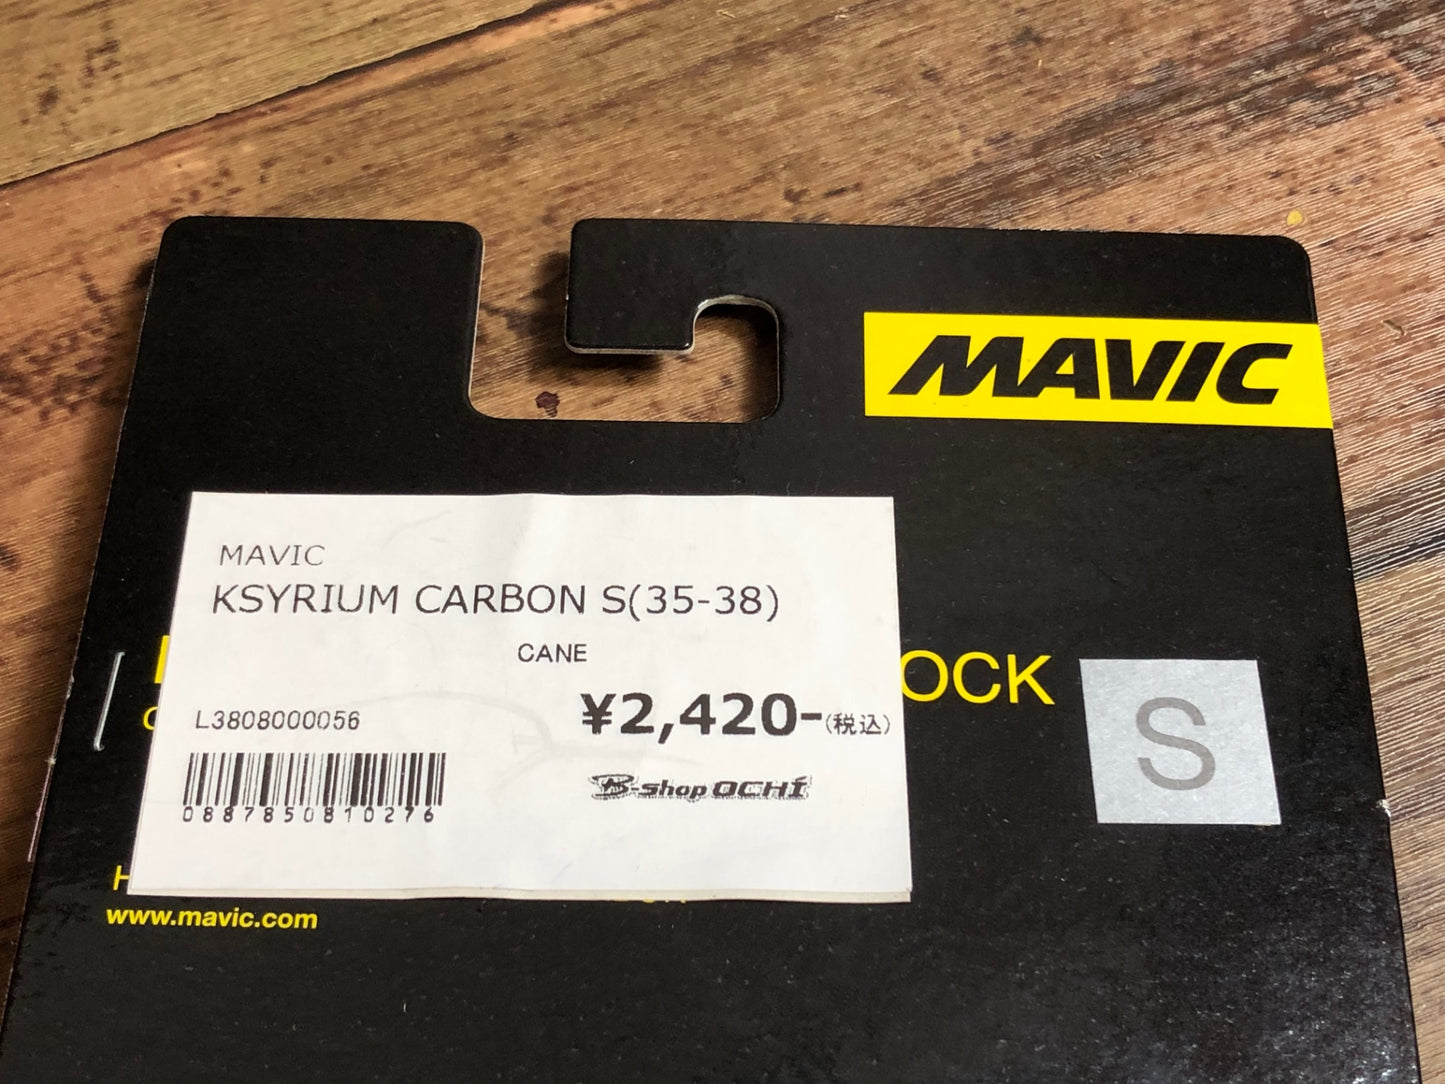 MAVIC
MAVIC
KSYRIUM CARBON S(35-38)
CANE
OCK
S
L3808000056
¥2,420-(税込)
B-shop OCHI
0887850810276
www.mavic.com